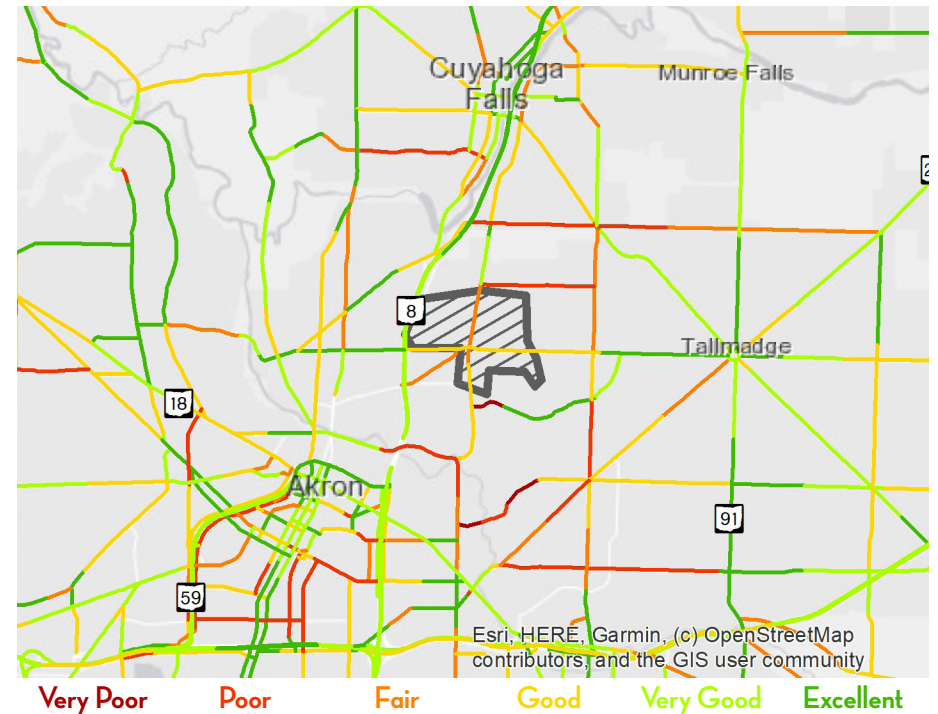 Cuyahoga
Falls
Munroe Falls
2
8
Tallmadge
18
Akron
91
59
Esri, HERE, Garmin, (c) OpenStreetMap
contributors, and the GIS user community
Very Poor Poor Fair Good Very Good Excellent